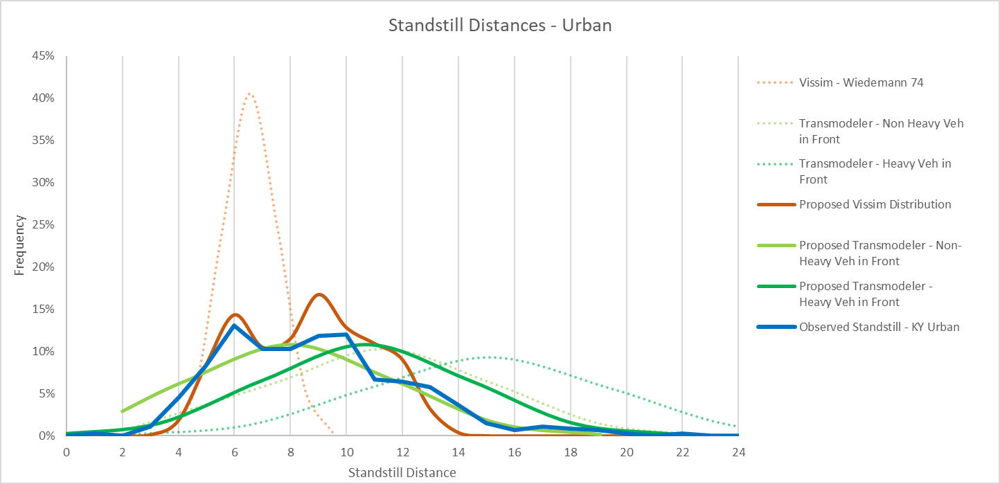 Standstill Distances - Urban
45%
40%
35%
30%
25%
20%
15%
10%
5%
0%
Frequency
0 2 4 6 8 10 12 14 16 18 20 22 24
Standstill Distance
Vissim - Wiedemann 74
Transmodeler - Non Heavy Veh
in Front
Transmodeler - Heavy Veh in
Front
Proposed Vissim Distribution
Proposed Transmodeler - Non-
Heavy Veh in Front
Proposed Transmodeler -
Heavy Veh in Front
Observed Standstill - KY Urban